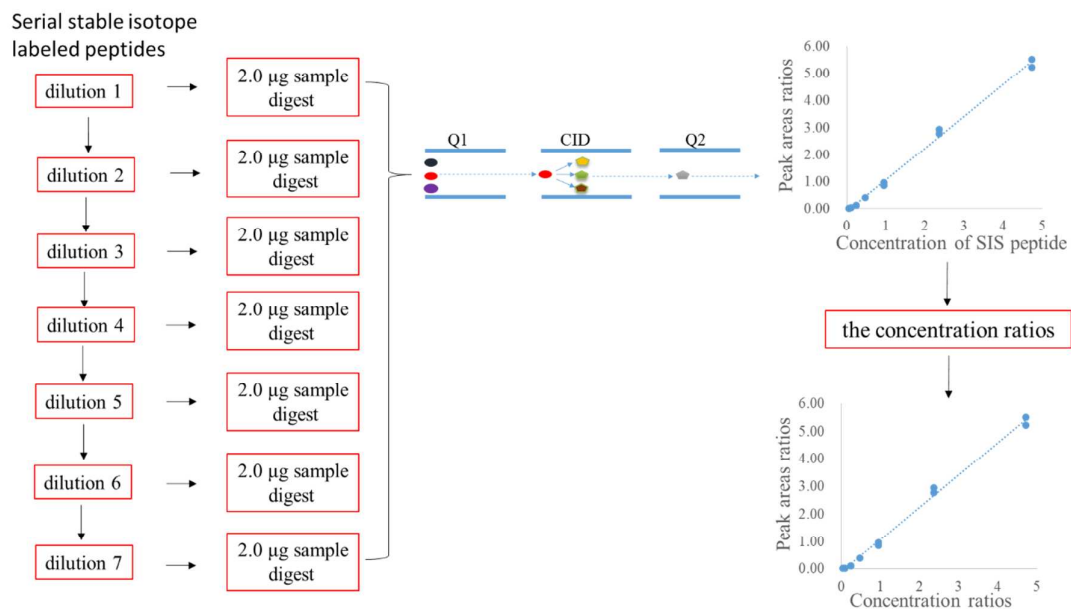 Serial stable isotope
labeled peptides
dilution 1
2.0 µg sample
digest
dilution 2
2.0 µg sample
digest
dilution 3
2.0 µg sample
digest
dilution 4
2.0 µg sample
digest
dilution 5
2.0 µg sample
digest
dilution 6
2.0 µg sample
digest
dilution 7
2.0 µg sample
digest
Q1
CID
Q2
Peak areas ratios
6.00
5.00
4.00
3.00
2.00
1.00
0.00
0 1 2 3 4 5
Concentration of SIS peptide
the concentration ratios
Peak areas ratios
6.00
5.00
4.00
3.00
2.00
1.00
0.00
0 1 2 3 4 5
Concentration ratios